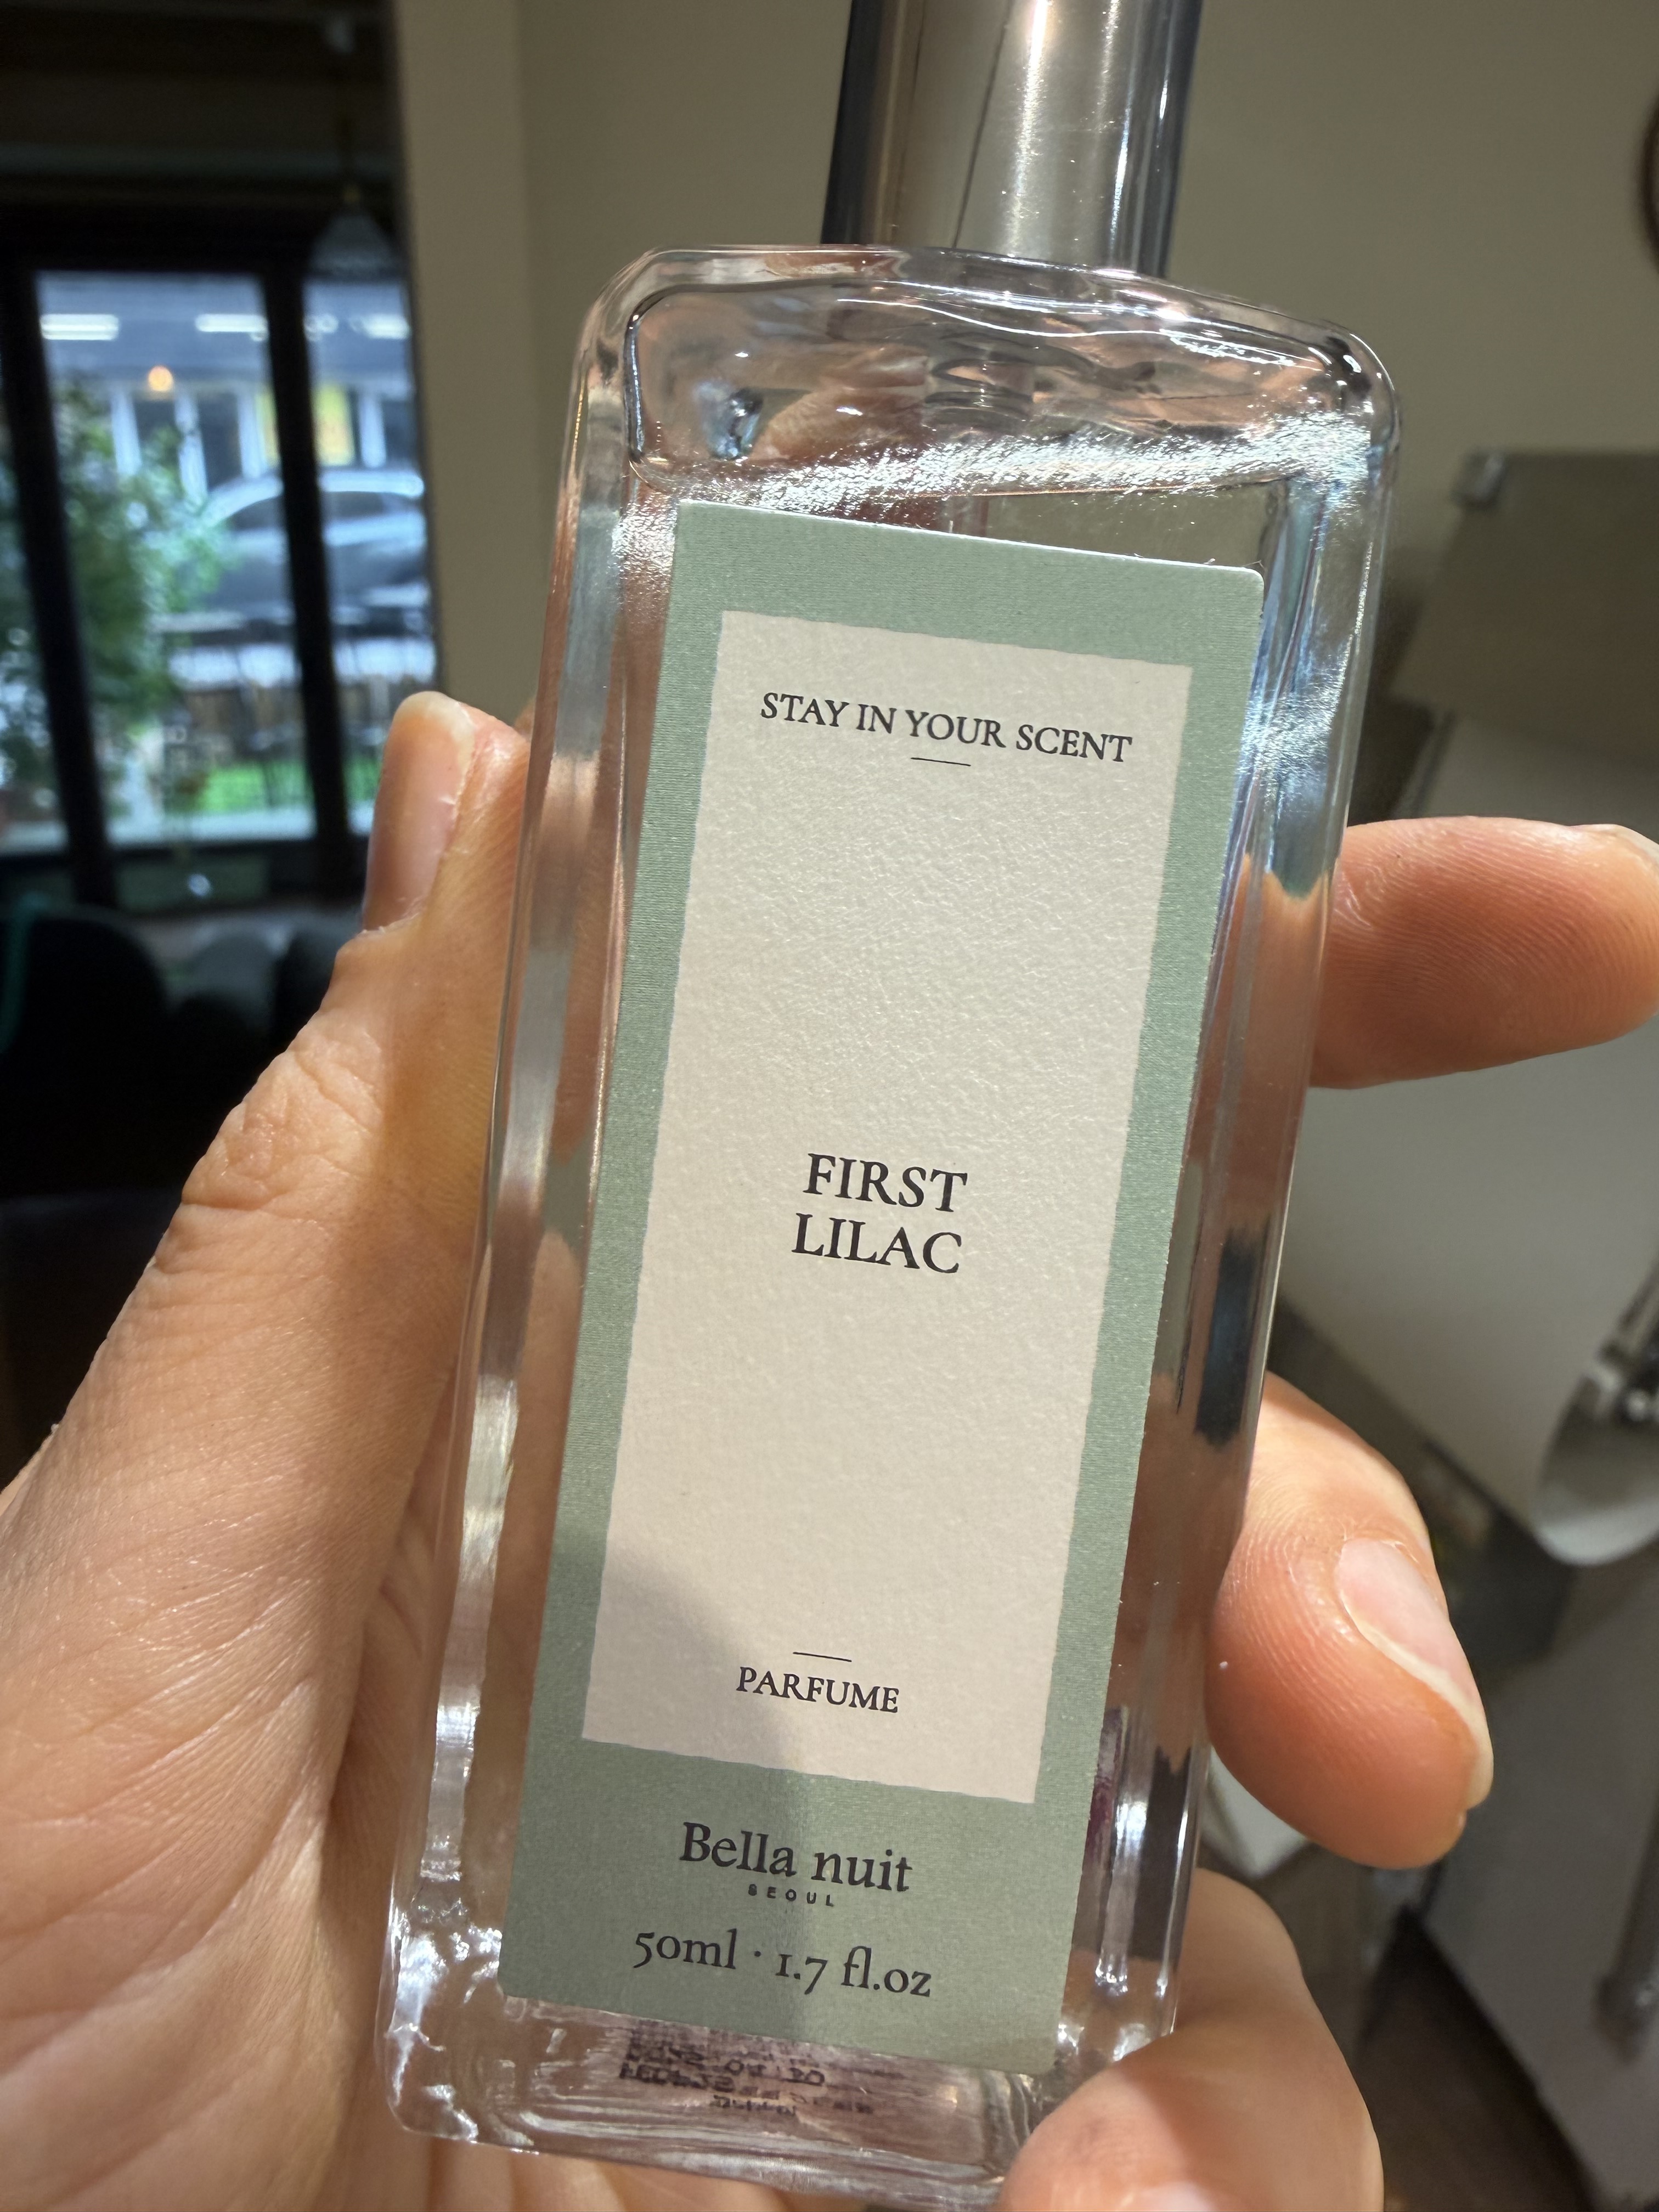 STAY IN YOUR SCENT
FIRST
LILAC
PARFUME
Bella nuit
SEOUL
50ml · 1.7 fl.oz